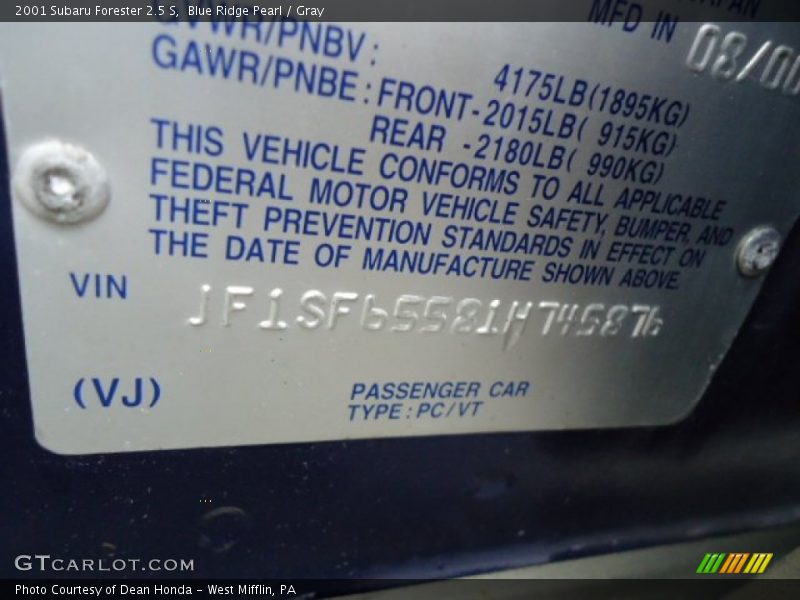 2001 Subaru Forester 2.5 S, Blue Ridge Pearl / Gray
MFD IN 08/00
GVWR/PNBV: 4175LB(1895KG)
GAWR/PNBE: FRONT-2015LB( 915KG)
REAR -2180LB( 990KG)
THIS VEHICLE CONFORMS TO ALL APPLICABLE
FEDERAL MOTOR VEHICLE SAFETY, BUMPER, AND
THEFT PREVENTION STANDARDS IN EFFECT ON
THE DATE OF MANUFACTURE SHOWN ABOVE.
VIN JF1SF65581H745876
(VJ)
PASSENGER CAR
TYPE:PC/VT
GTCARLOT.COM
Photo Courtesy of Dean Honda - West Mifflin, PA